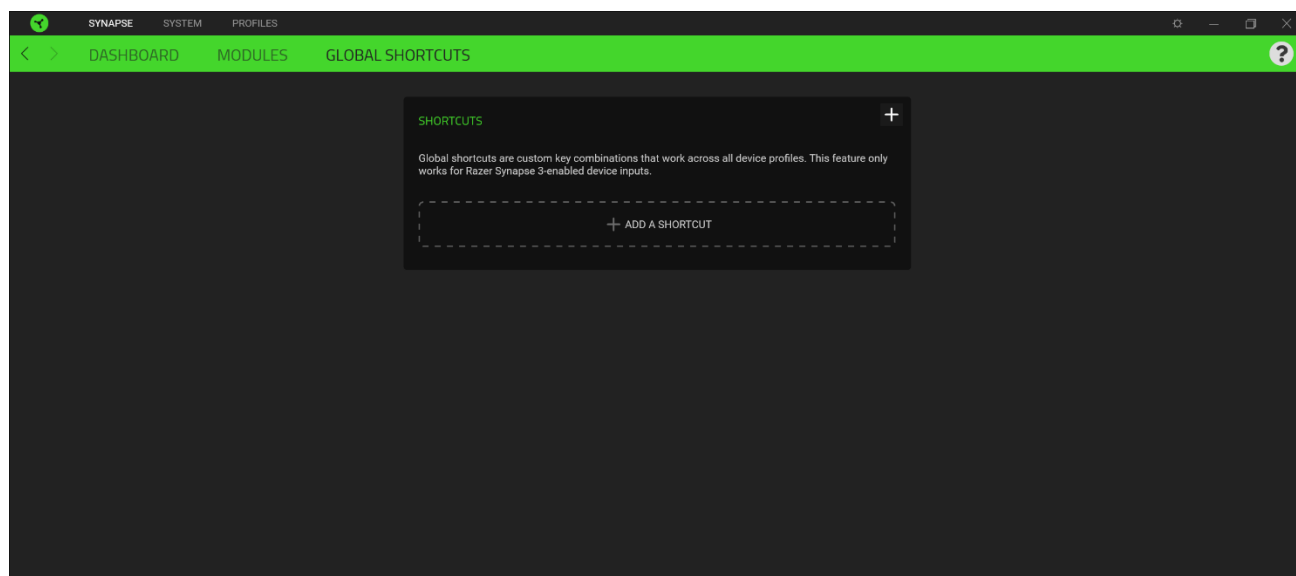 SYNAPSE SYSTEM PROFILES
DASHBOARD MODULES GLOBAL SHORTCUTS ?
SHORTCUTS
Global shortcuts are custom key combinations that work across all device profiles. This feature only
works for Razer Synapse 3-enabled device inputs.
ADD A SHORTCUT